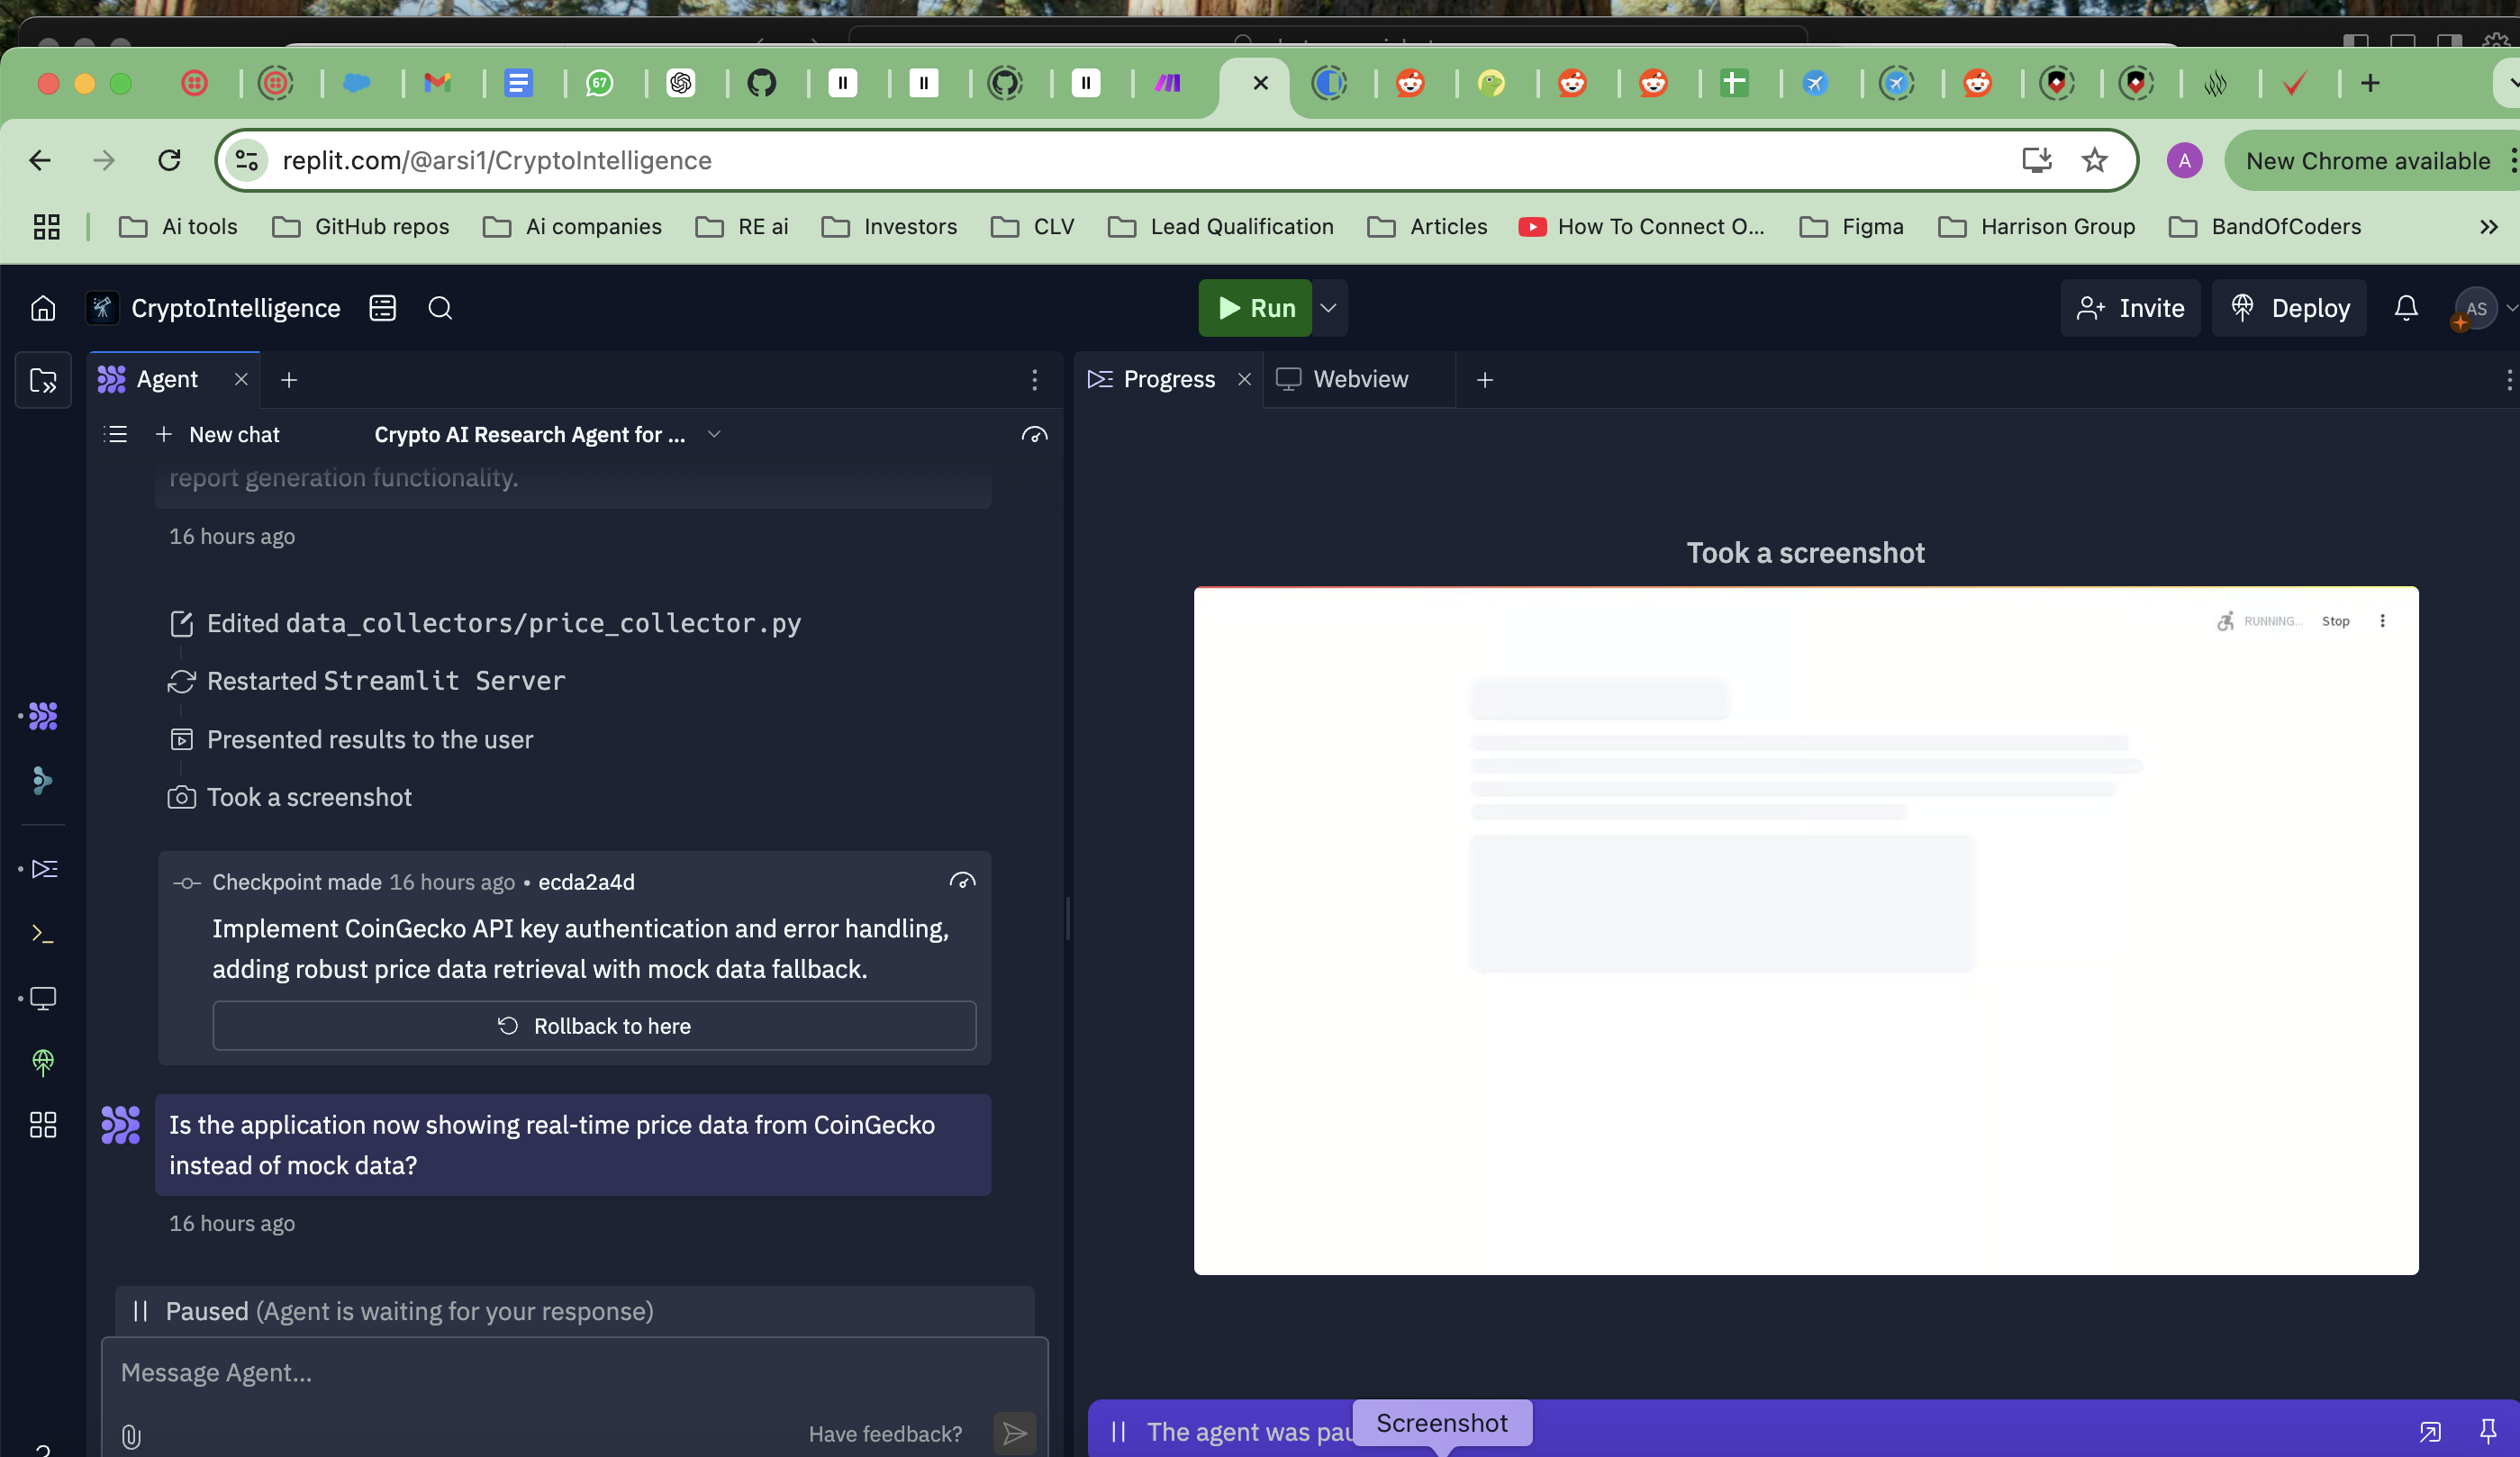 67
replit.com/@arsi1/CryptoIntelligence
A
New Chrome available
Ai tools
GitHub repos
Ai companies
RE ai
Investors
CLV
Lead Qualification
Articles
How To Connect O...
Figma
Harrison Group
BandOfCoders
CryptoIntelligence
Run
Invite
Deploy
AS
Agent
Progress
Webview
New chat
Crypto AI Research Agent for ...
report generation functionality.
16 hours ago
Edited data_collectors/price_collector.py
Restarted Streamlit Server
Presented results to the user
Took a screenshot
Checkpoint made 16 hours ago • ecda2a4d
Implement CoinGecko API key authentication and error handling,
adding robust price data retrieval with mock data fallback.
Rollback to here
Is the application now showing real-time price data from CoinGecko
instead of mock data?
16 hours ago
Paused (Agent is waiting for your response)
Message Agent...
Have feedback?
Took a screenshot
RUNNING... Stop
The agent was
Screenshot